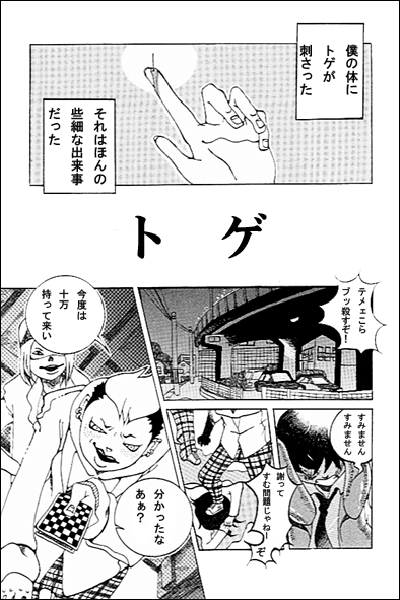 僕の体に
トゲが
刺さった
それはほんの
些細な出来事
だった
トゲ
テメェこら
ブッ殺すぞ!
すみません
すみません
謝って
すむ問題じゃねー
ぞ
今度は
十万
持って来い
分かったな
あぁ?